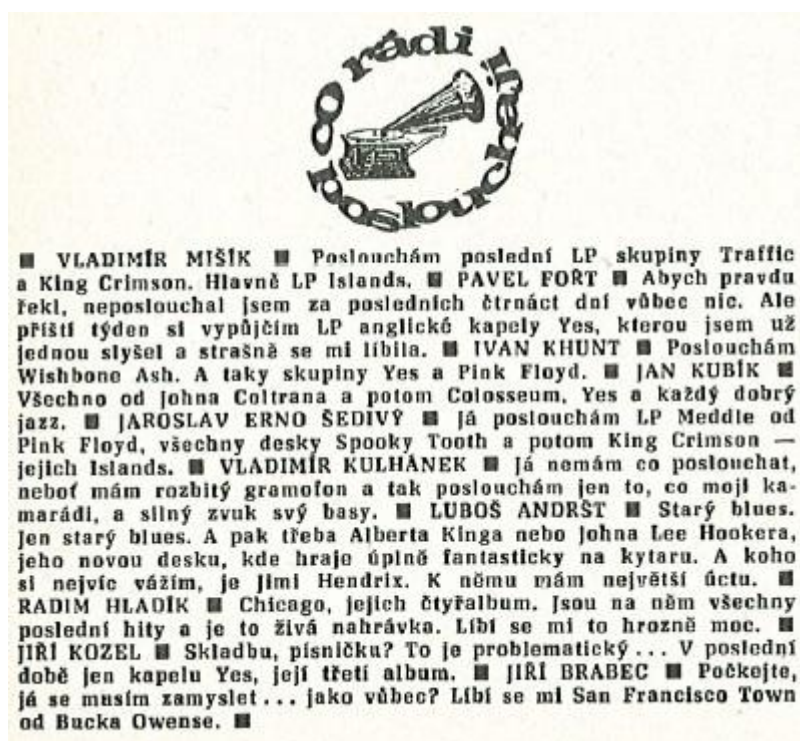 co rádi poslouchají
■ VLADIMÍR MIŠÍK ■ Poslouchám poslední LP skupiny Traffic
a King Crimson. Hlavně LP Islands. ■ PAVEL FOŘT ■ Abych pravdu
řekl, neposlouchal jsem za posledních čtrnáct dní vůbec nic. Ale
příští týden si vypůjčím LP anglické kapely Yes, kterou jsem už
jednou slyšel a strašně se mi líbila. ■ IVAN KHUNT ■ Poslouchám
Wishbone Ash. A taky skupiny Yes a Pink Floyd. ■ JAN KUBÍK ■
Všechno od Johna Coltrana a potom Colosseum, Yes a každý dobrý
jazz. ■ JAROSLAV ERNO ŠEDIVÝ ■ Já poslouchám LP Meddle od
Pink Floyd, všechny desky Spooky Tooth a potom King Crimson —
jejich Islands. ■ VLADIMÍR KULHÁNEK ■ Já nemám co poslouchat,
neboť mám rozbitý gramofon a tak poslouchám jen to, co moji ka-
marádi, a silný zvuk svý basy. ■ LUBOŠ ANDRŠT ■ Starý blues.
Jen starý blues. A pak třeba Alberta Kinga nebo Johna Lee Hookera,
jeho novou desku, kde hraje úplně fantasticky na kytaru. A koho
si nejvíc vážím, je Jimi Hendrix. K němu mám největší úctu. ■
RADIM HLADÍK ■ Chicago, jejich čtyřalbum. Jsou na něm všechny
poslední hity a je to živá nahrávka. Líbí se mi to hrozně moc. ■
JIŘÍ KOZEL ■ Skladbu, písničku? To je problematický... V poslední
době jen kapelu Yes, její třetí album. ■ JIŘÍ BRABEC ■ Počkejte,
já se musím zamyslet... jako vůbec? Líbí se mi San Francisco Town
od Bucka Owense. ■